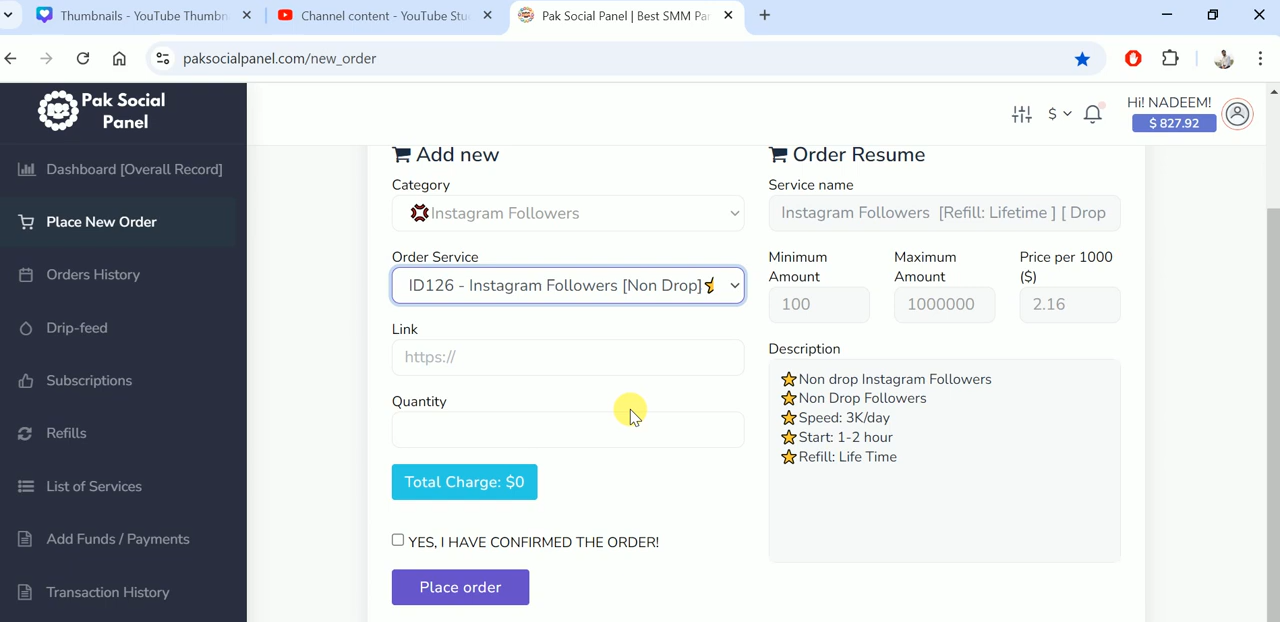 Thumbnails - YouTube Thumbn
Channel content - YouTube Stu
Pak Social Panel | Best SMM Par
paksocialpanel.com/new_order
Pak Social
Panel
$
Hi! NADEEM!
$ 827.92
Dashboard [Overall Record]
Place New Order
Orders History
Drip-feed
Subscriptions
Refills
List of Services
Add Funds / Payments
Transaction History
Add new
Category
Instagram Followers
Order Service
ID126 - Instagram Followers [Non Drop]
Link
https://
Quantity
Total Charge: $0
YES, I HAVE CONFIRMED THE ORDER!
Place order
Order Resume
Service name
Instagram Followers [Refill: Lifetime ] [ Drop
Minimum
Amount
Maximum
Amount
Price per 1000
($)
100
1000000
2.16
Description
Non drop Instagram Followers
Non Drop Followers
Speed: 3K/day
Start: 1-2 hour
Refill: Life Time